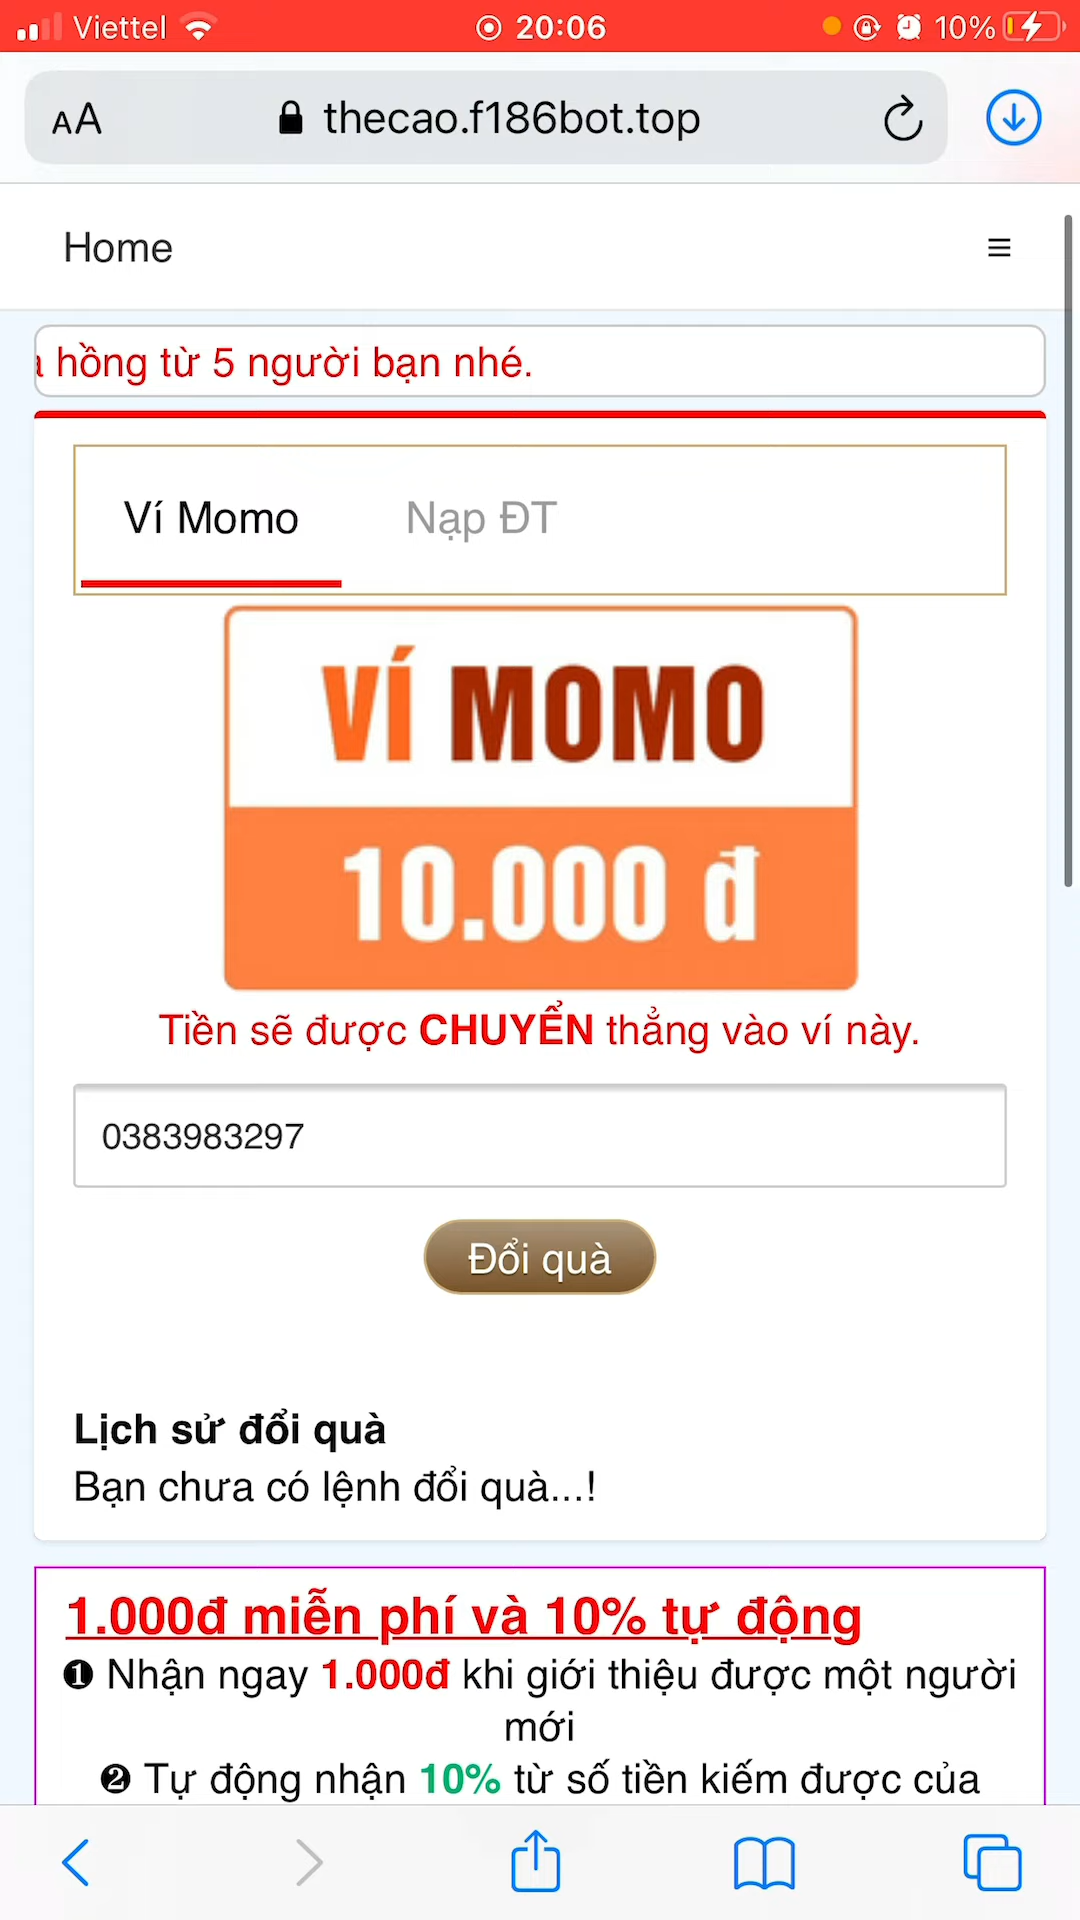 Viettel 20:06 10%
AA thecao.f186bot.top
Home
hồng từ 5 người bạn nhé.
Ví Momo Nạp ĐT
VÍ MOMO
10.000 đ
Tiền sẽ được CHUYỂN thẳng vào ví này.
0383983297
Đổi quà
Lịch sử đổi quà
Bạn chưa có lệnh đổi quà...!
1.000đ miễn phí và 10% tự động
❶ Nhận ngay 1.000đ khi giới thiệu được một người
mới
❷ Tự động nhận 10% từ số tiền kiếm được của